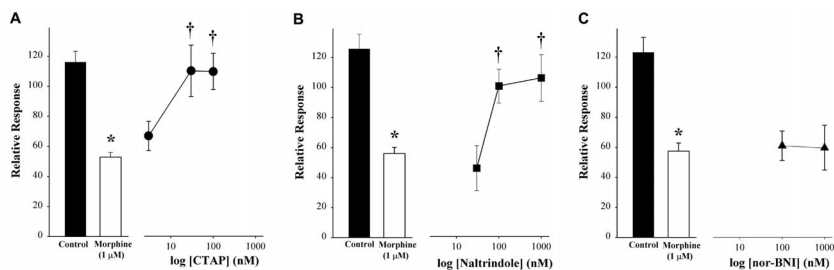 A
Relative Response
120
100
80
60
40
20
0
*
† †
Control
Morphine
(1 μM)
10 100 1000
log [CTAP] (nM)
B
Relative Response
120
100
80
60
40
20
0
*
† †
Control
Morphine
(1 μM)
10 100 1000
log [Naltrindole] (nM)
C
Relative Response
120
100
80
60
40
20
0
*
Control
Morphine
(1 μM)
10 100 1000
log [nor-BNI] (nM)